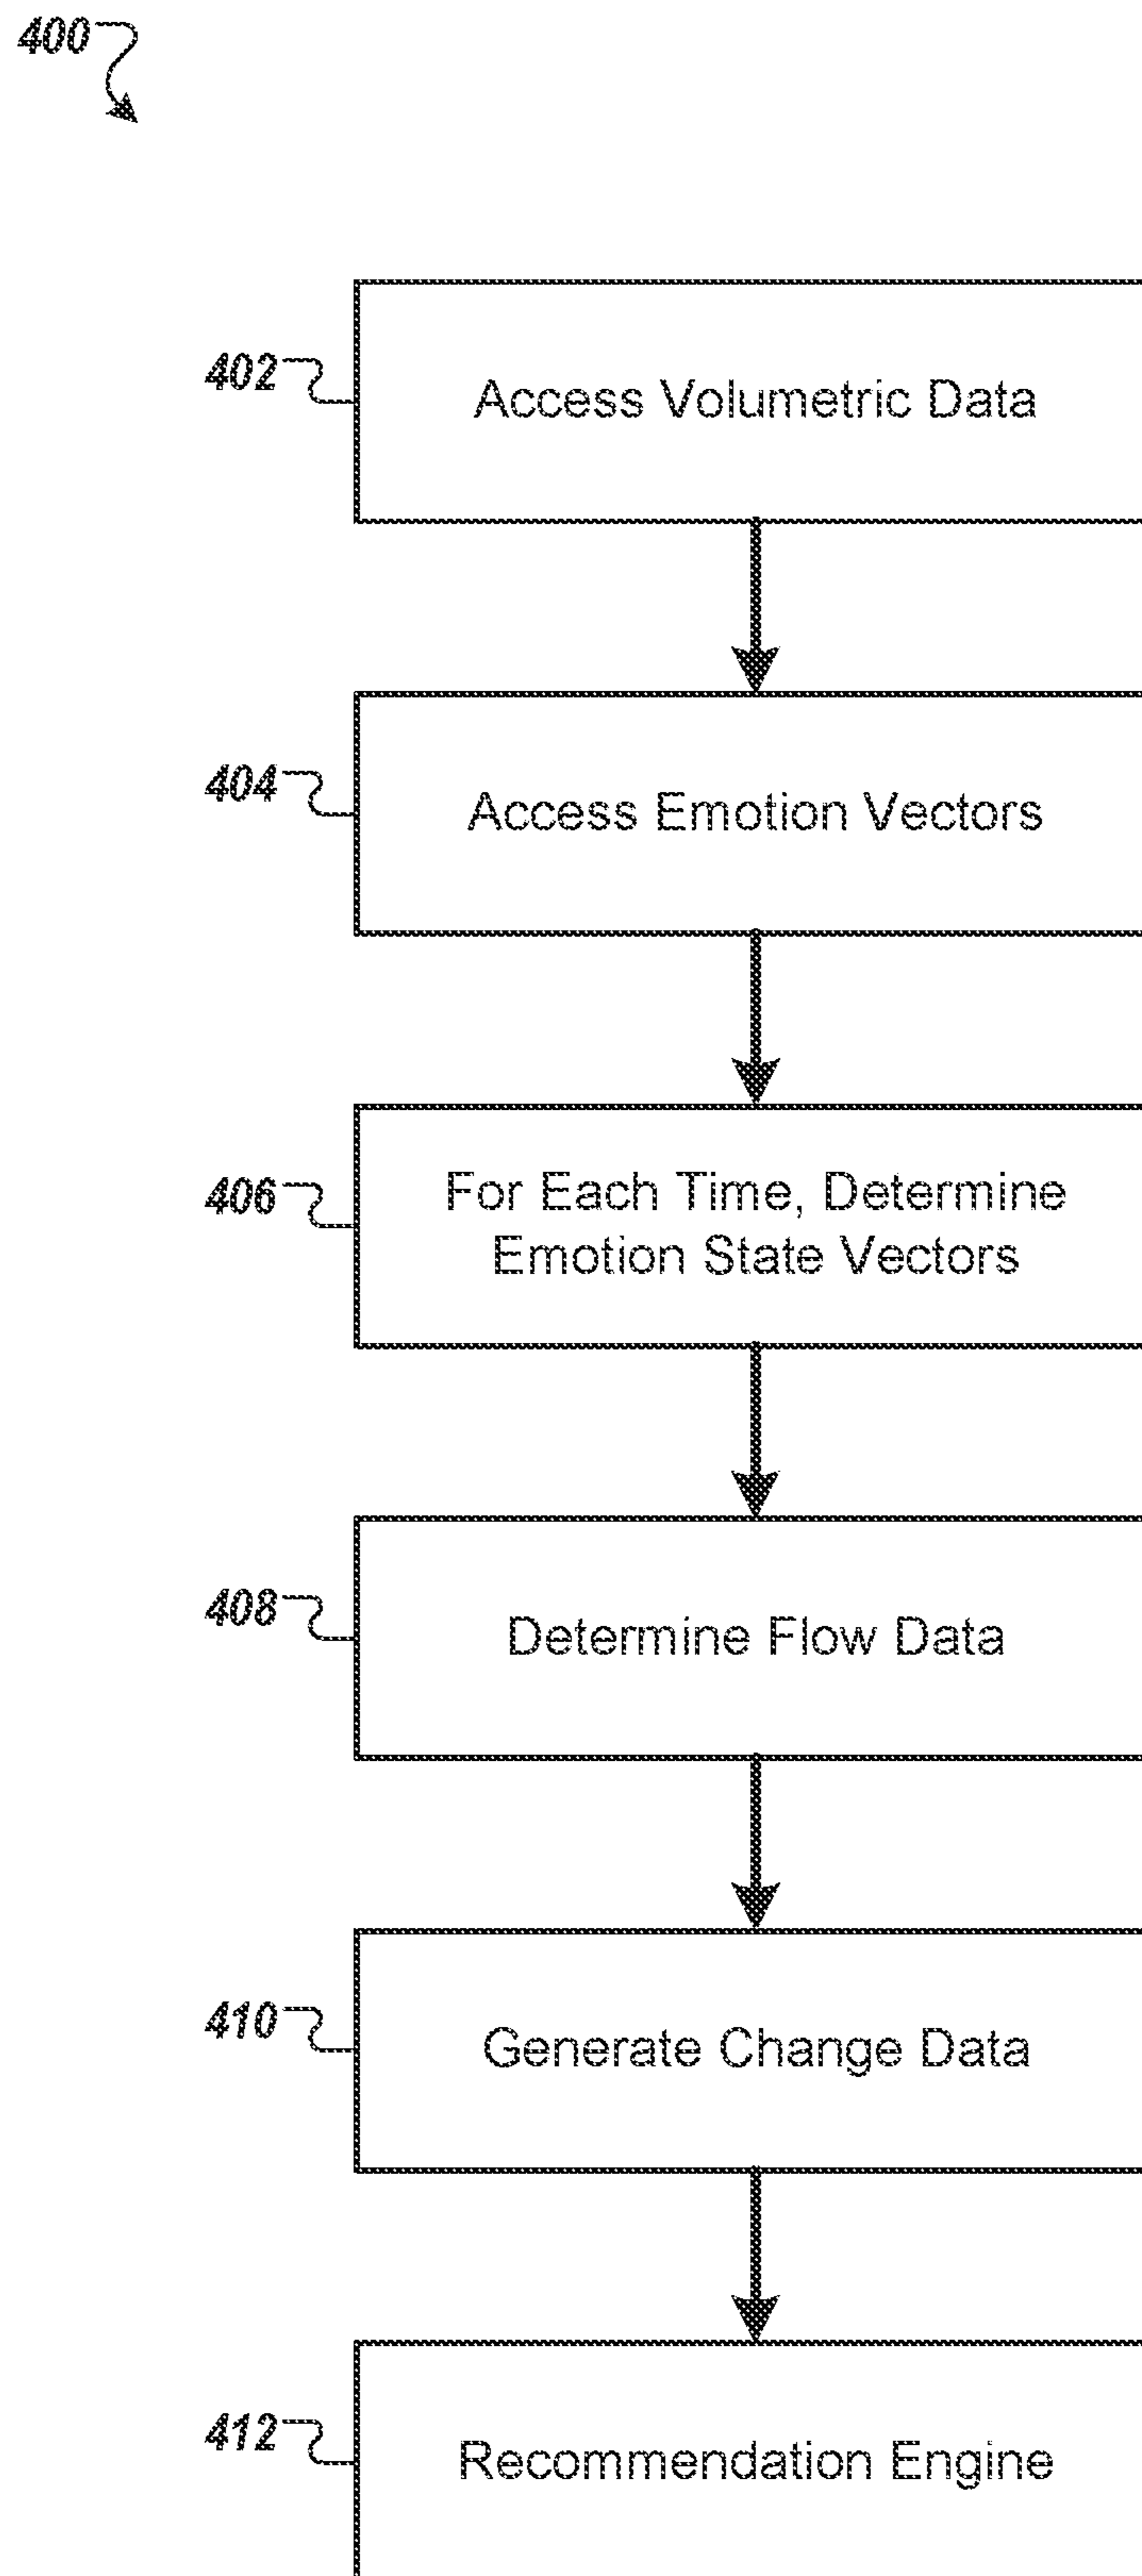 400
402
Access Volumetric Data
404
Access Emotion Vectors
406
For Each Time, Determine
Emotion State Vectors
408
Determine Flow Data
410
Generate Change Data
412
Recommendation Engine